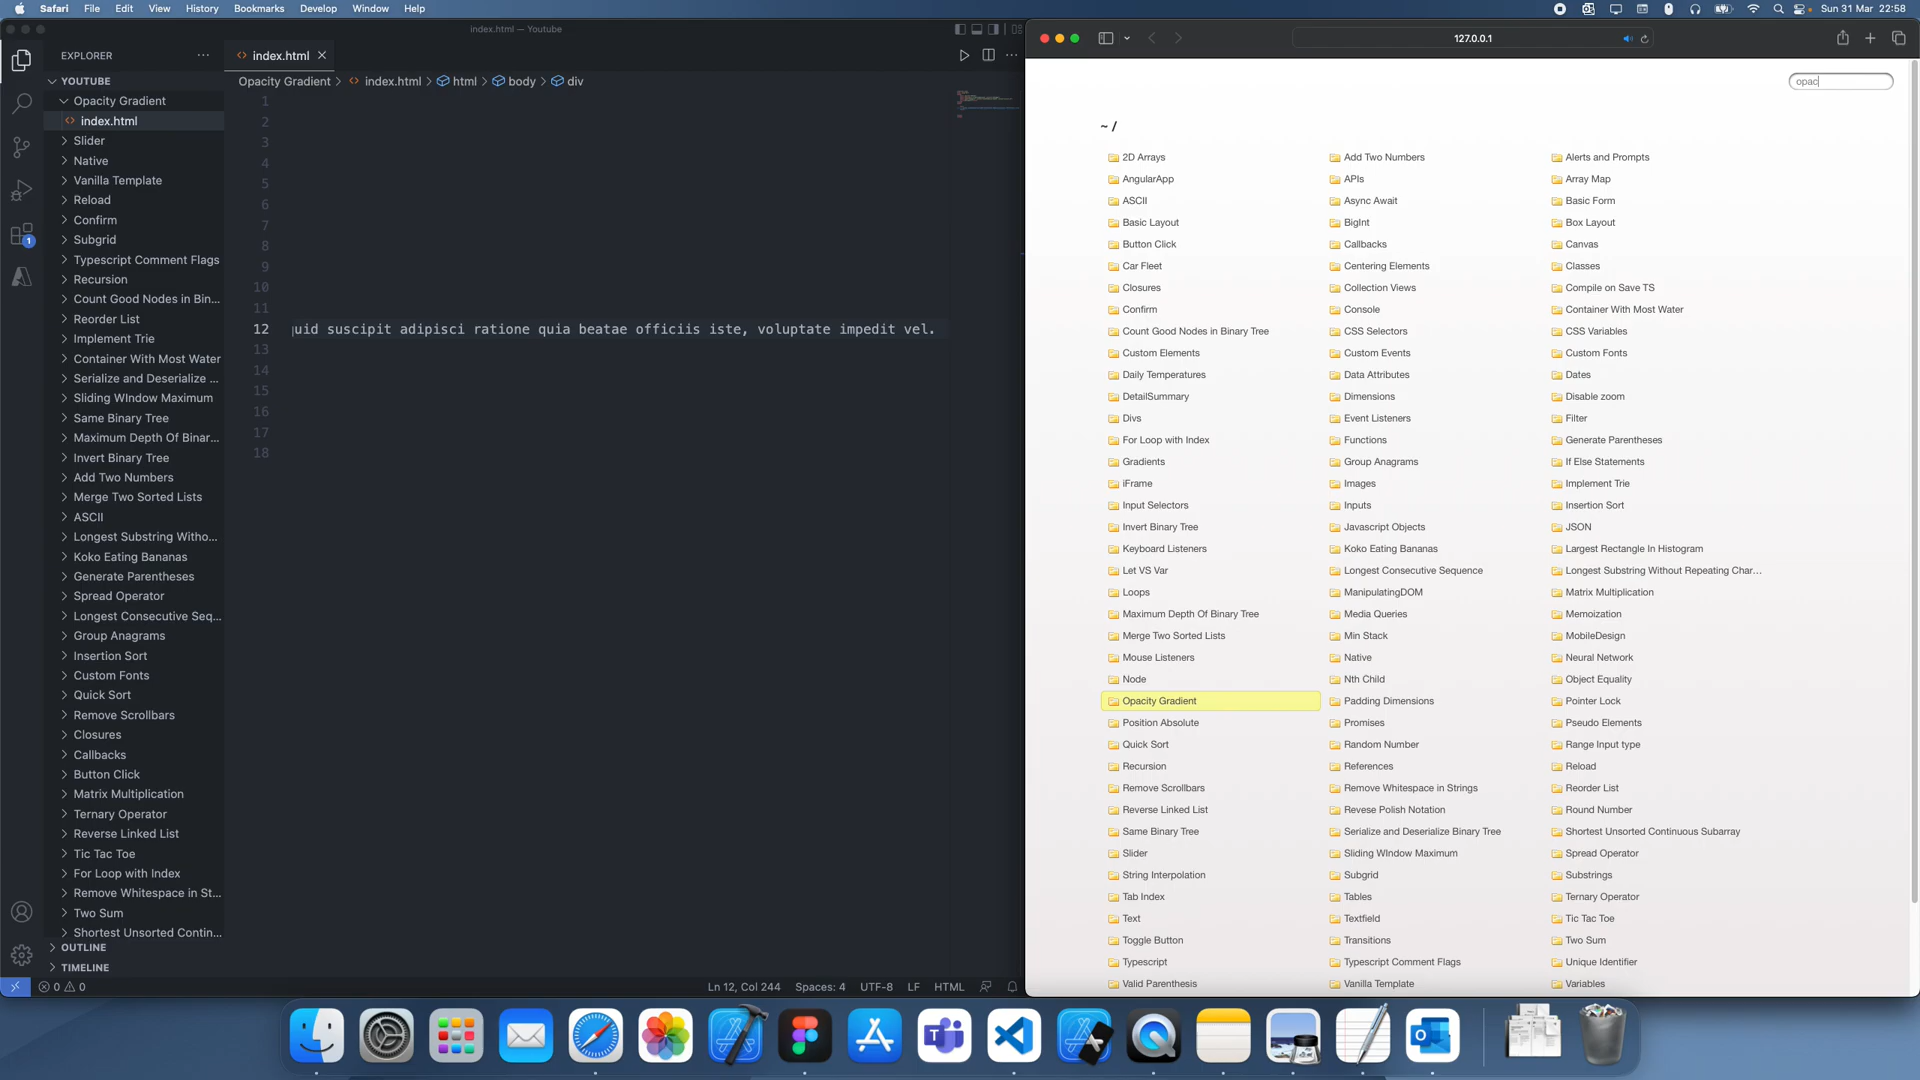 Safari File Edit View History Bookmarks Develop Window Help
Sun 31 Mar 22:58
index.html — Youtube
EXPLORER
index.html
YOUTUBE
Opacity Gradient > index.html > html > body > div
Opacity Gradient
index.html
Slider
Native
Vanilla Template
Reload
Confirm
Subgrid
Typescript Comment Flags
Recursion
Count Good Nodes in Bin...
Reorder List
Implement Trie
Container With Most Water
Serialize and Deserialize ...
Sliding WIndow Maximum
Same Binary Tree
Maximum Depth Of Binar...
Invert Binary Tree
Add Two Numbers
Merge Two Sorted Lists
ASCII
Longest Substring Witho...
Koko Eating Bananas
Generate Parentheses
Spread Operator
Longest Consecutive Seq...
Group Anagrams
Insertion Sort
Custom Fonts
Quick Sort
Remove Scrollbars
Closures
Callbacks
Button Click
Matrix Multiplication
Ternary Operator
Reverse Linked List
Tic Tac Toe
For Loop with Index
Remove Whitespace in St...
Two Sum
Shortest Unsorted Contin...
OUTLINE
TIMELINE
1
2
3
4
5
6
7
8
9
10
11
12 uid suscipit adipisci ratione quia beatae officiis iste, voluptate impedit vel.
13
14
15
16
17
18
0 0
Ln 12, Col 244 Spaces: 4 UTF-8 LF HTML
127.0.0.1
opac
~ /
2D Arrays Add Two Numbers Alerts and Prompts
AngularApp APIs Array Map
ASCII Async Await Basic Form
Basic Layout BigInt Box Layout
Button Click Callbacks Canvas
Car Fleet Centering Elements Classes
Closures Collection Views Compile on Save TS
Confirm Console Container With Most Water
Count Good Nodes in Binary Tree CSS Selectors CSS Variables
Custom Elements Custom Events Custom Fonts
Daily Temperatures Data Attributes Dates
DetailSummary Dimensions Disable zoom
Divs Event Listeners Filter
For Loop with Index Functions Generate Parentheses
Gradients Group Anagrams If Else Statements
iFrame Images Implement Trie
Input Selectors Inputs Insertion Sort
Invert Binary Tree Javascript Objects JSON
Keyboard Listeners Koko Eating Bananas Largest Rectangle In Histogram
Let VS Var Longest Consecutive Sequence Longest Substring Without Repeating Char...
Loops ManipulatingDOM Matrix Multiplication
Maximum Depth Of Binary Tree Media Queries Memoization
Merge Two Sorted Lists Min Stack MobileDesign
Mouse Listeners Native Neural Network
Node Nth Child Object Equality
Opacity Gradient Padding Dimensions Pointer Lock
Position Absolute Promises Pseudo Elements
Quick Sort Random Number Range Input type
Recursion References Reload
Remove Scrollbars Remove Whitespace in Strings Reorder List
Reverse Linked List Revese Polish Notation Round Number
Same Binary Tree Serialize and Deserialize Binary Tree Shortest Unsorted Continuous Subarray
Slider Sliding WIndow Maximum Spread Operator
String Interpolation Subgrid Substrings
Tab Index Tables Ternary Operator
Text Textfield Tic Tac Toe
Toggle Button Transitions Two Sum
Typescript Typescript Comment Flags Unique Identifier
Valid Parenthesis Vanilla Template Variables